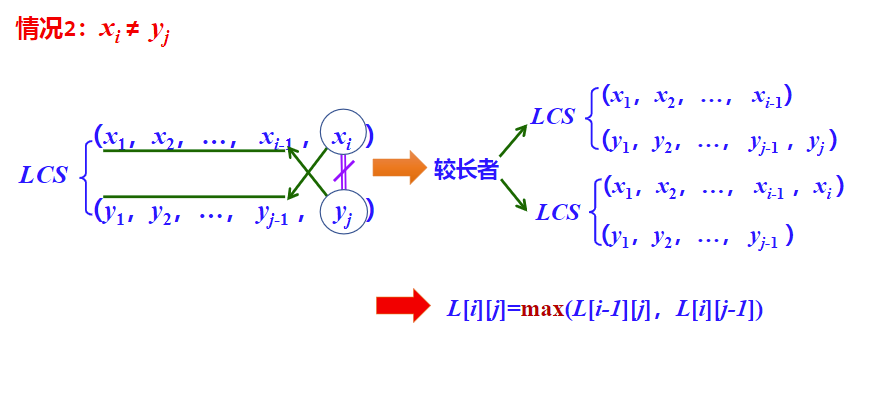 情况2：xi ≠ yj
LCS
(x1, x2, …, xi-1, xi)
(y1, y2, …, yj-1, yj)
较长者
LCS
(x1, x2, …, xi-1)
(y1, y2, …, yj-1, yj)
LCS
(x1, x2, …, xi-1, xi)
(y1, y2, …, yj-1)
L[i][j]=max(L[i-1][j], L[i][j-1])